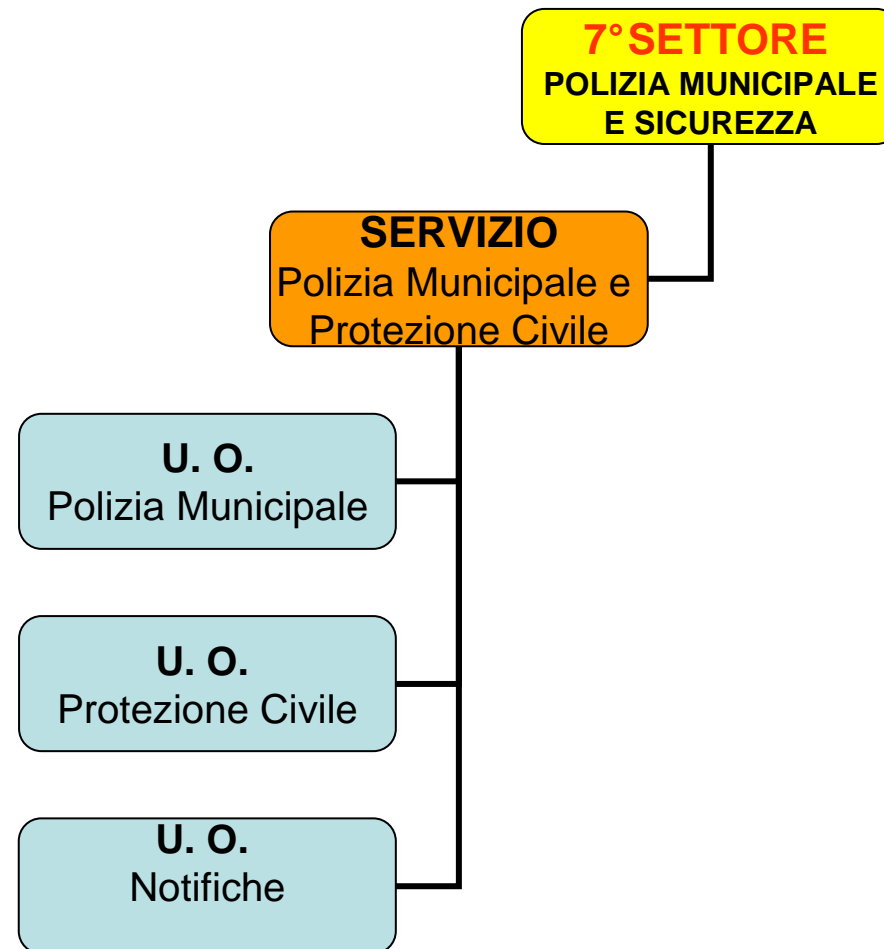 7° SETTORE
POLIZIA MUNICIPALE
E SICUREZZA
SERVIZIO
Polizia Municipale e
Protezione Civile
U. O.
Polizia Municipale
U. O.
Protezione Civile
U. O.
Notifiche